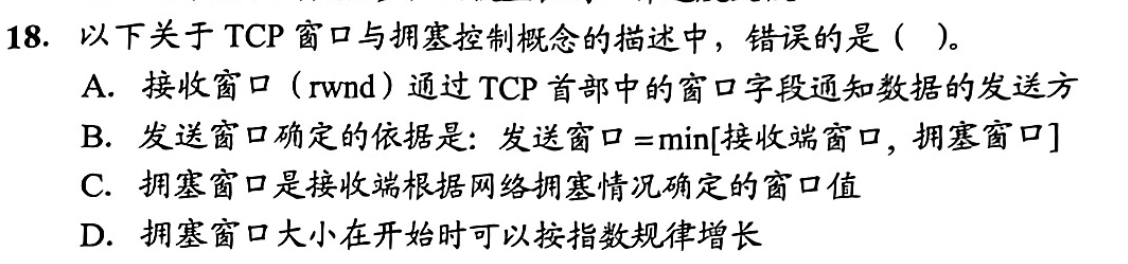 18. 以下关于 TCP 窗口与拥塞控制概念的描述中，错误的是（ ）。
A. 接收窗口（rwnd）通过 TCP 首部中的窗口字段通知数据的发送方
B. 发送窗口确定的依据是：发送窗口=min[接收端窗口，拥塞窗口]
C. 拥塞窗口是接收端根据网络拥塞情况确定的窗口值
D. 拥塞窗口大小在开始时可以按指数规律增长